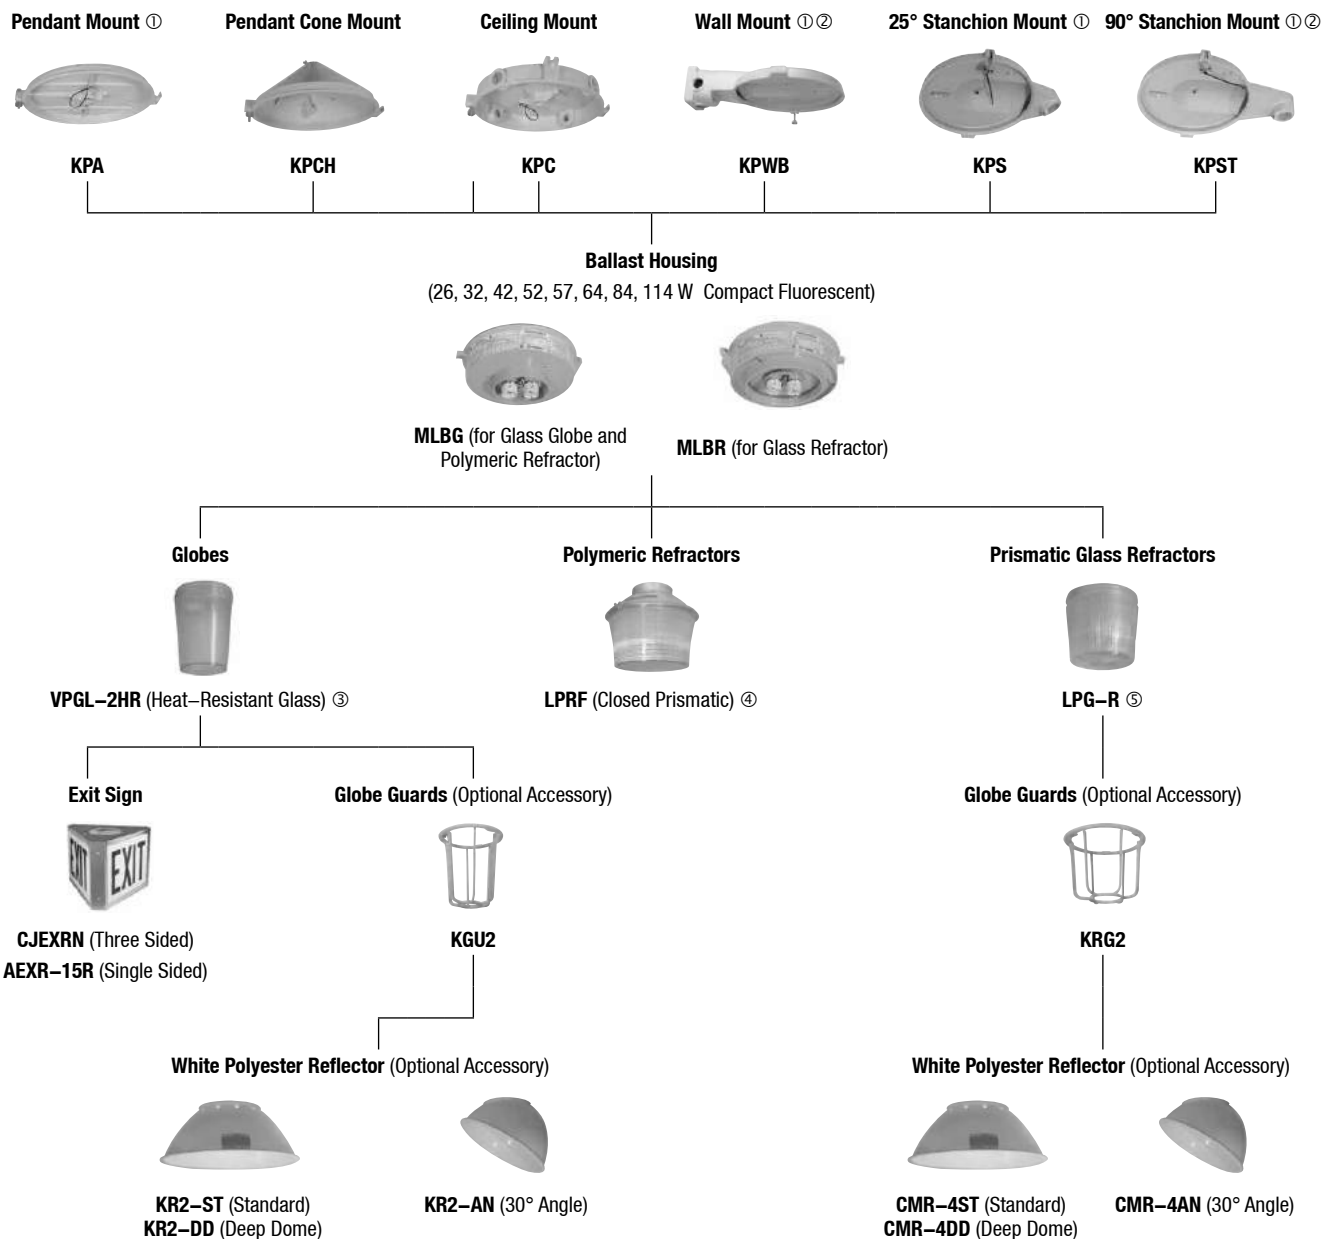 Pendant Mount ①
Pendant Cone Mount
Ceiling Mount
Wall Mount ①②
25° Stanchion Mount ①
90° Stanchion Mount ①②
KPA
KPCH
KPC
KPWB
KPS
KPST
Ballast Housing
(26, 32, 42, 52, 57, 64, 84, 114 W Compact Fluorescent)
MLBG (for Glass Globe and
Polymeric Refractor)
MLBR (for Glass Refractor)
Globes
Polymeric Refractors
Prismatic Glass Refractors
VPGL–2HR (Heat–Resistant Glass) ③
LPRF (Closed Prismatic) ④
LPG–R ⑤
Exit Sign
Globe Guards (Optional Accessory)
Globe Guards (Optional Accessory)
EXIT
EXIT
CJEXRN (Three Sided)
AEXR–15R (Single Sided)
KGU2
KRG2
White Polyester Reflector (Optional Accessory)
White Polyester Reflector (Optional Accessory)
KR2–ST (Standard)
KR2–DD (Deep Dome)
KR2–AN (30° Angle)
CMR–4ST (Standard)
CMR–4DD (Deep Dome)
CMR–4AN (30° Angle)